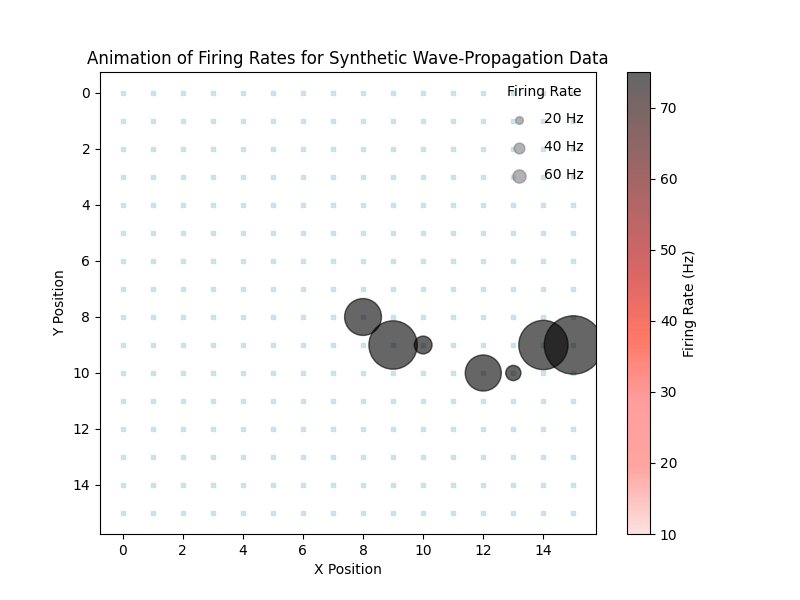 Animation of Firing Rates for Synthetic Wave-Propagation Data
Firing Rate
20 Hz
40 Hz
60 Hz
0
2
4
6
8
10
12
14
Y Position
0
2
4
6
8
10
12
14
X Position
70
60
50
40
30
20
10
Firing Rate (Hz)